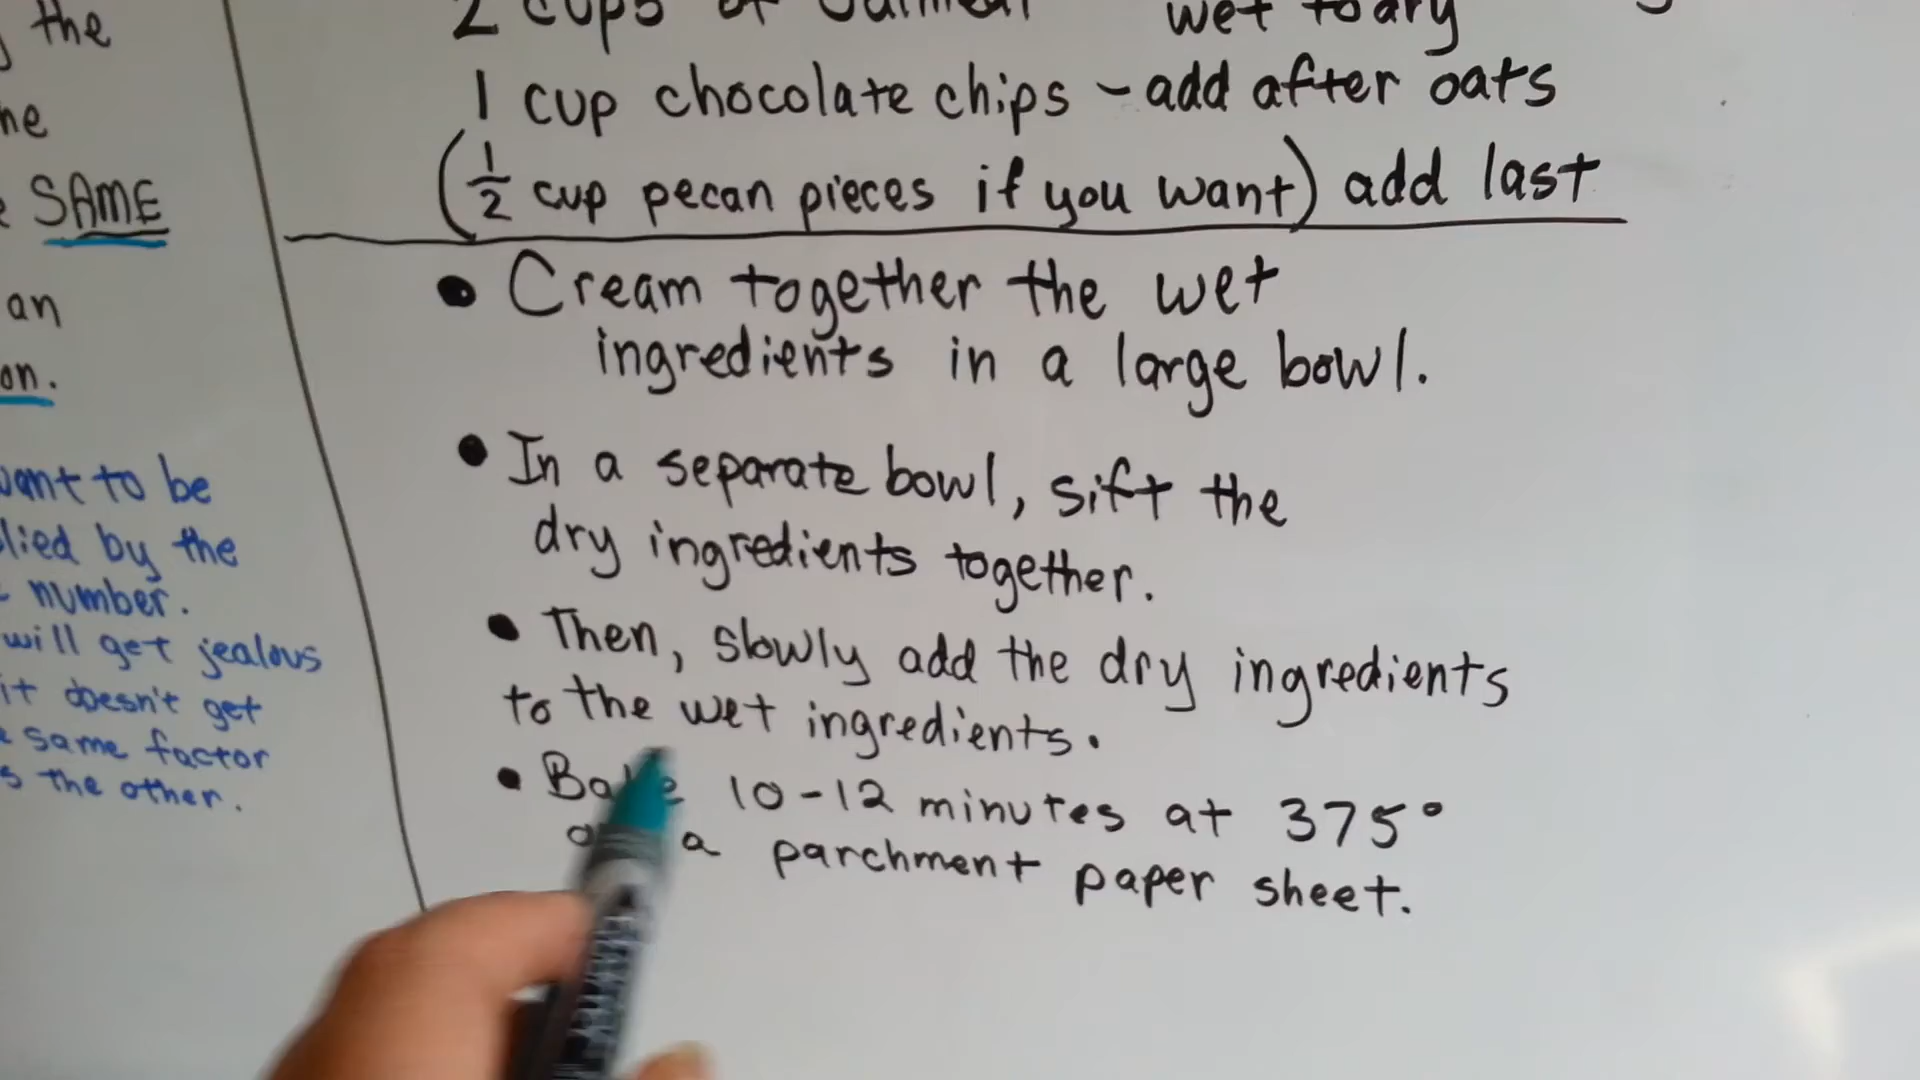 the
SAME
an
on.
want to be
lied by the
number.
will get jealous
it doesn't get
same factor
s the other.
2 cups of oatmeal wet to dry
1 cup chocolate chips - add after oats
(1/2 cup pecan pieces if you want) add last
• Cream together the wet
ingredients in a large bowl.
• In a separate bowl, sift the
dry ingredients together.
• Then, slowly add the dry ingredients
to the wet ingredients.
• Bake 10-12 minutes at 375°
a parchment paper sheet.